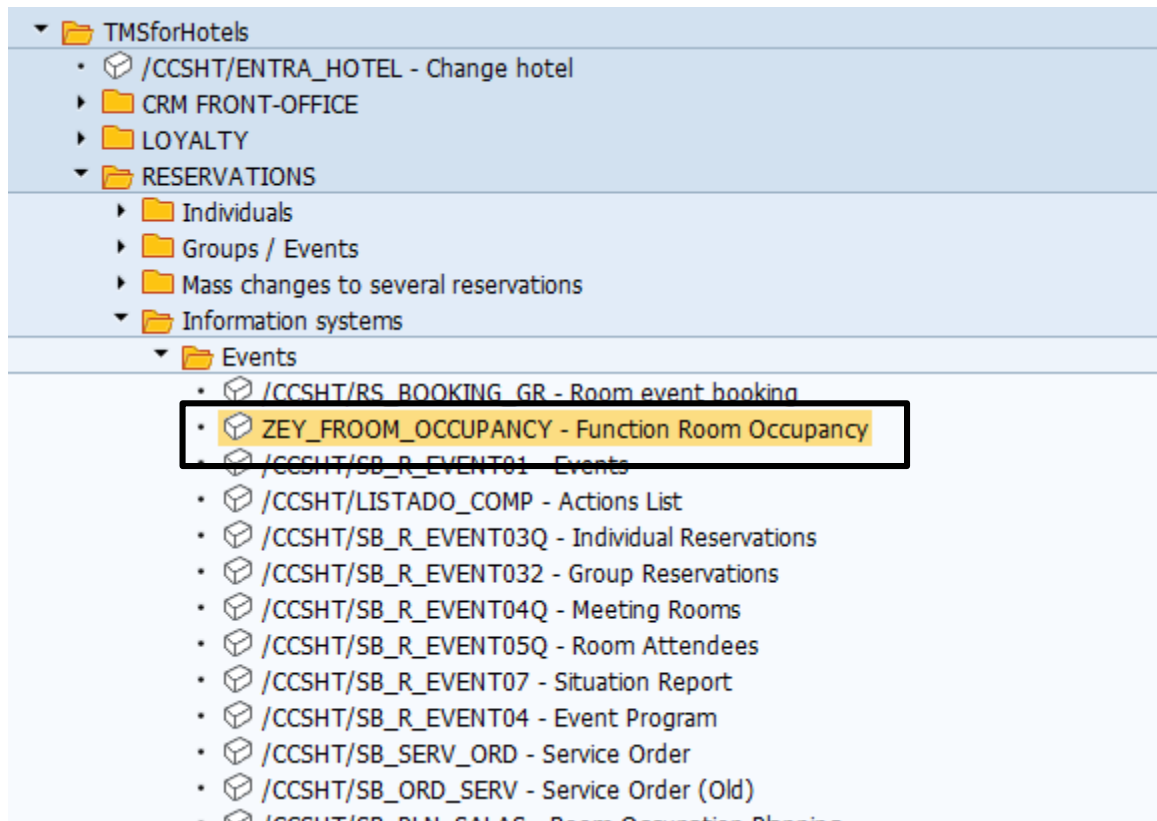 TMSforHotels
/CCSHT/ENTRA_HOTEL - Change hotel
CRM FRONT-OFFICE
LOYALTY
RESERVATIONS
Individuals
Groups / Events
Mass changes to several reservations
Information systems
Events
/CCSHT/RS_BOOKING_GR - Room event booking
ZEY_FROOM_OCCUPANCY - Function Room Occupancy
/CCSHT/SB_R_EVENT01 - Events
/CCSHT/LISTADO_COMP - Actions List
/CCSHT/SB_R_EVENT03Q - Individual Reservations
/CCSHT/SB_R_EVENT032 - Group Reservations
/CCSHT/SB_R_EVENT04Q - Meeting Rooms
/CCSHT/SB_R_EVENT05Q - Room Attendees
/CCSHT/SB_R_EVENT07 - Situation Report
/CCSHT/SB_R_EVENT04 - Event Program
/CCSHT/SB_SERV_ORD - Service Order
/CCSHT/SB_ORD_SERV - Service Order (Old)